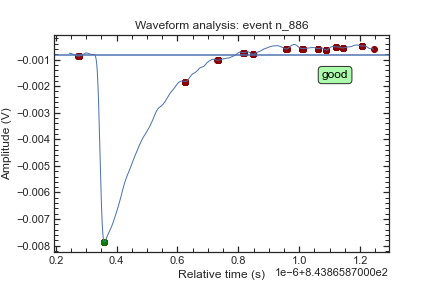 Waveform analysis: event n_886
good
Amplitude (V)
−0.001
−0.002
−0.003
−0.004
−0.005
−0.006
−0.007
−0.008
0.2 0.4 0.6 0.8 1.0 1.2
1e−6+8.4386587000e2
Relative time (s)